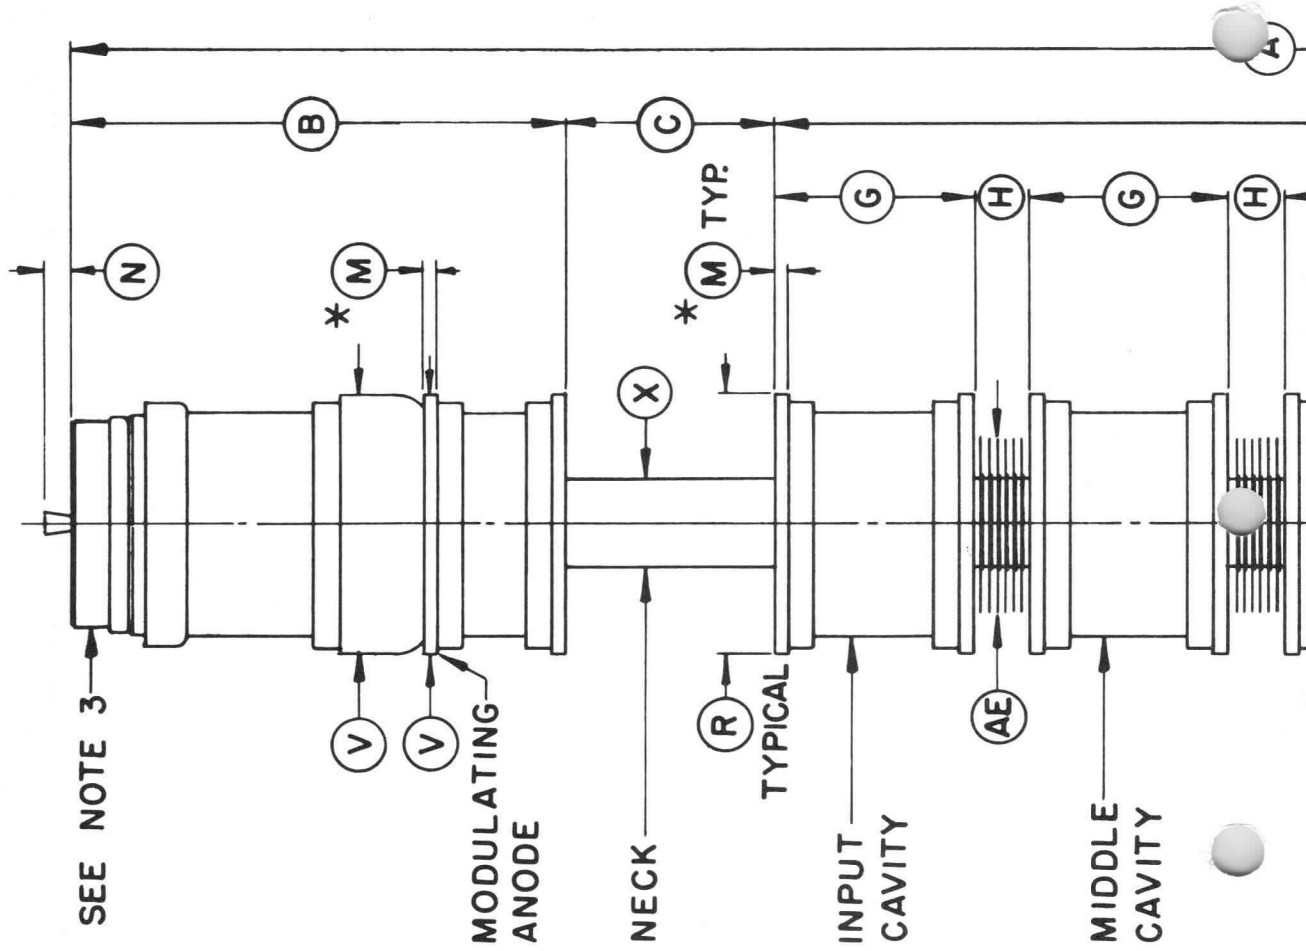 A
B
C
G
H
G
H
N
* M
* M TYP.
X
V
V
R
TYPICAL
AE
SEE NOTE 3
MODULATING
ANODE
NECK
INPUT
CAVITY
MIDDLE
CAVITY